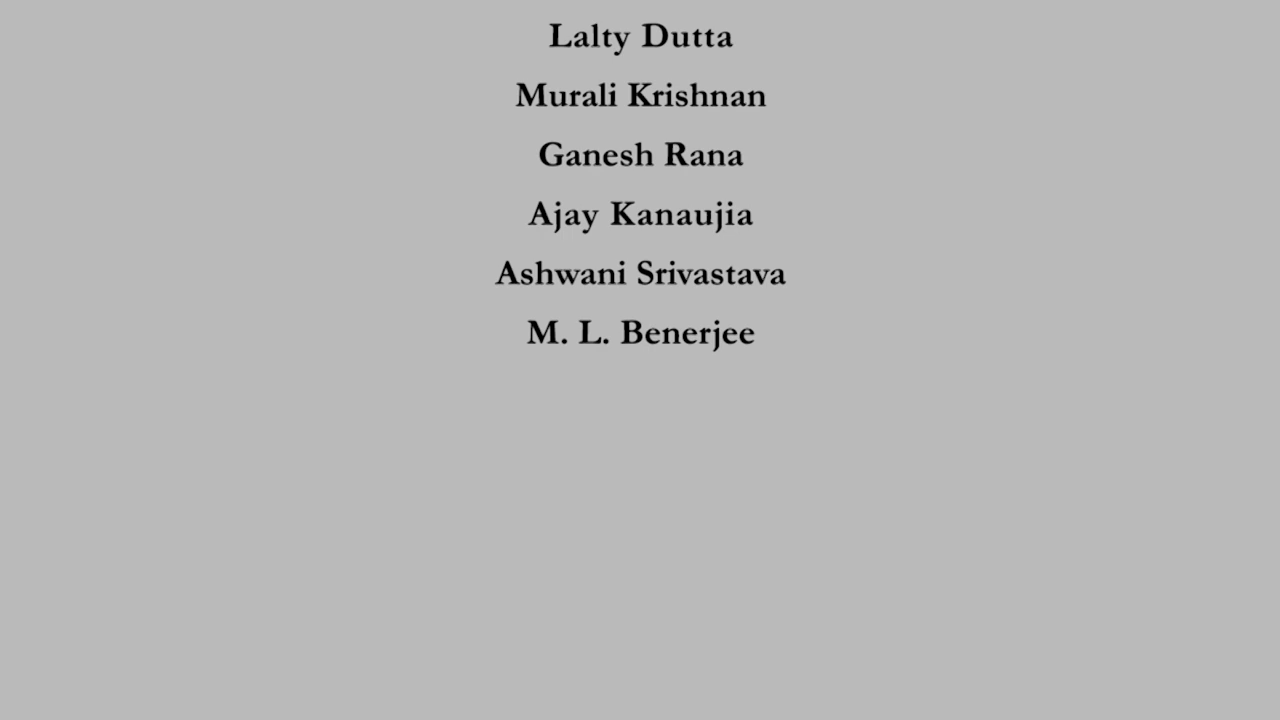 Lalty Dutta
Murali Krishnan
Ganesh Rana
Ajay Kanaujia
Ashwani Srivastava
M. L. Benerjee